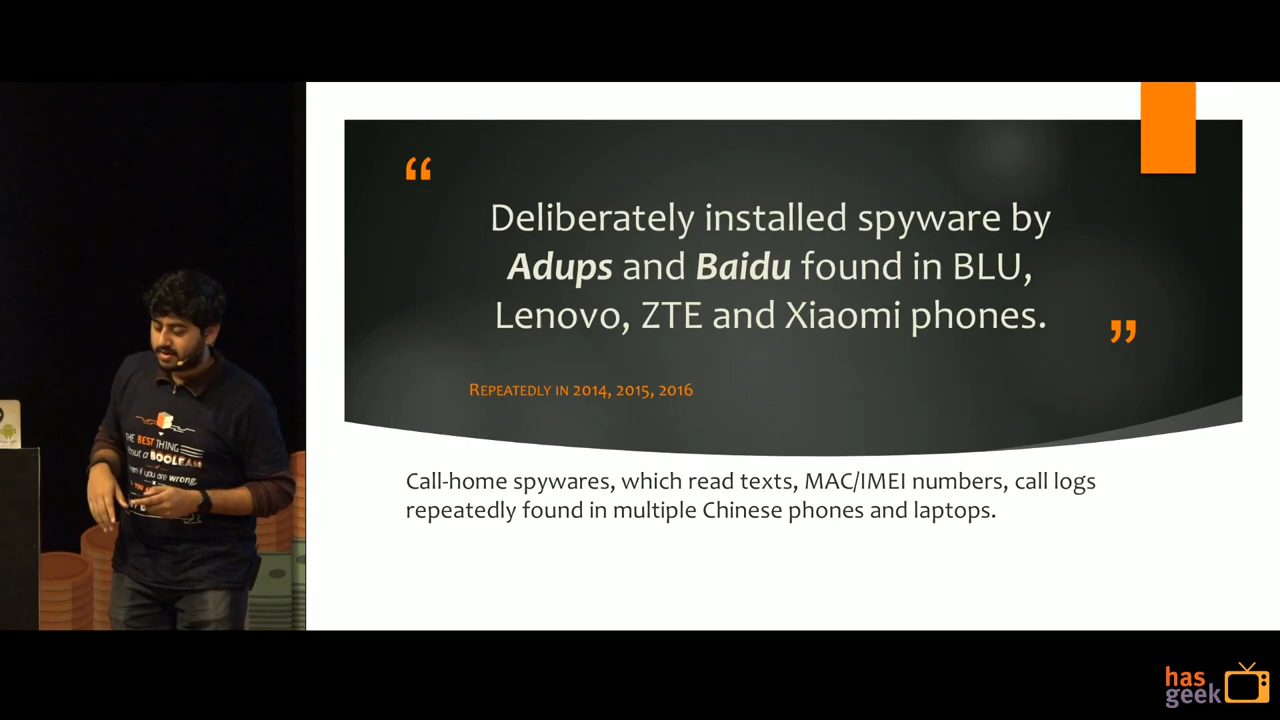 “
Deliberately installed spyware by
Adups and Baidu found in BLU,
Lenovo, ZTE and Xiaomi phones.
”
REPEATEDLY IN 2014, 2015, 2016
Call-home spywares, which read texts, MAC/IMEI numbers, call logs
repeatedly found in multiple Chinese phones and laptops.
THE BEST THING
about a BOOLEAN
even if you are wrong,
has
geek